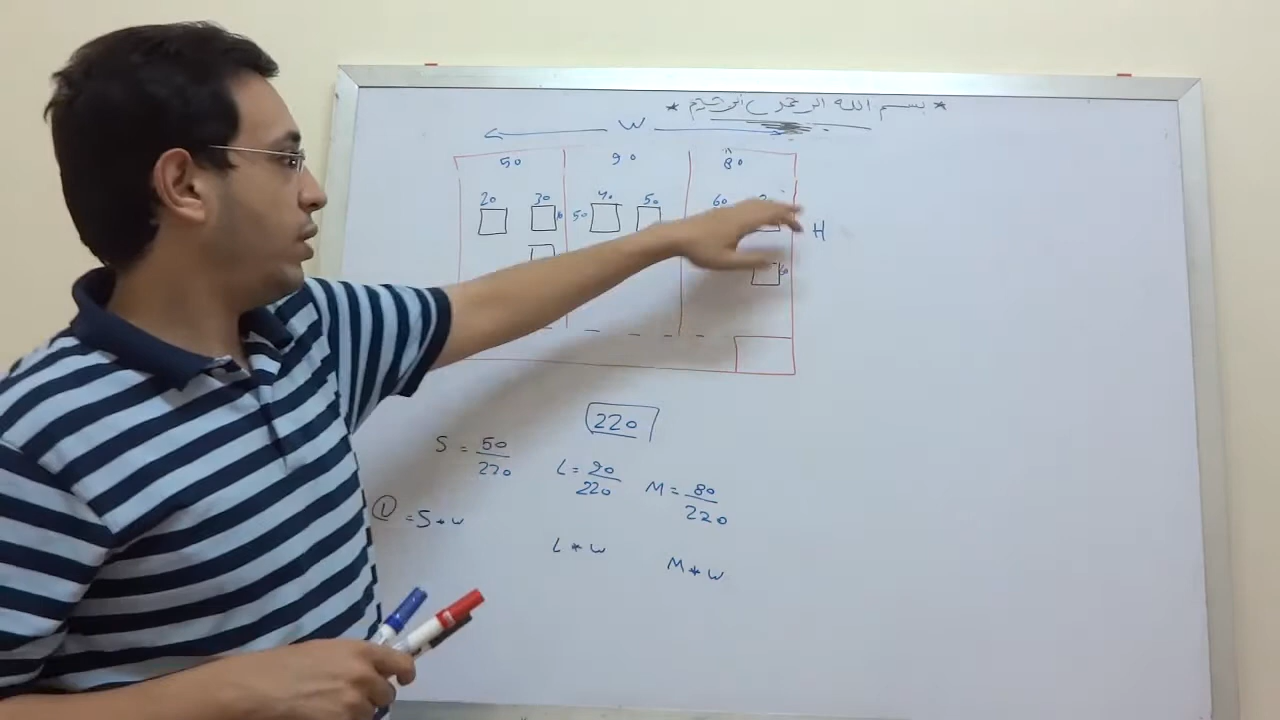 * بسم الله الرحمن الرحيم *
W
50 90 80
20 30 50 40 50 60
H
220
S = 50/220 L = 90/220 M = 80/220
① = S * W
L * W
M * W